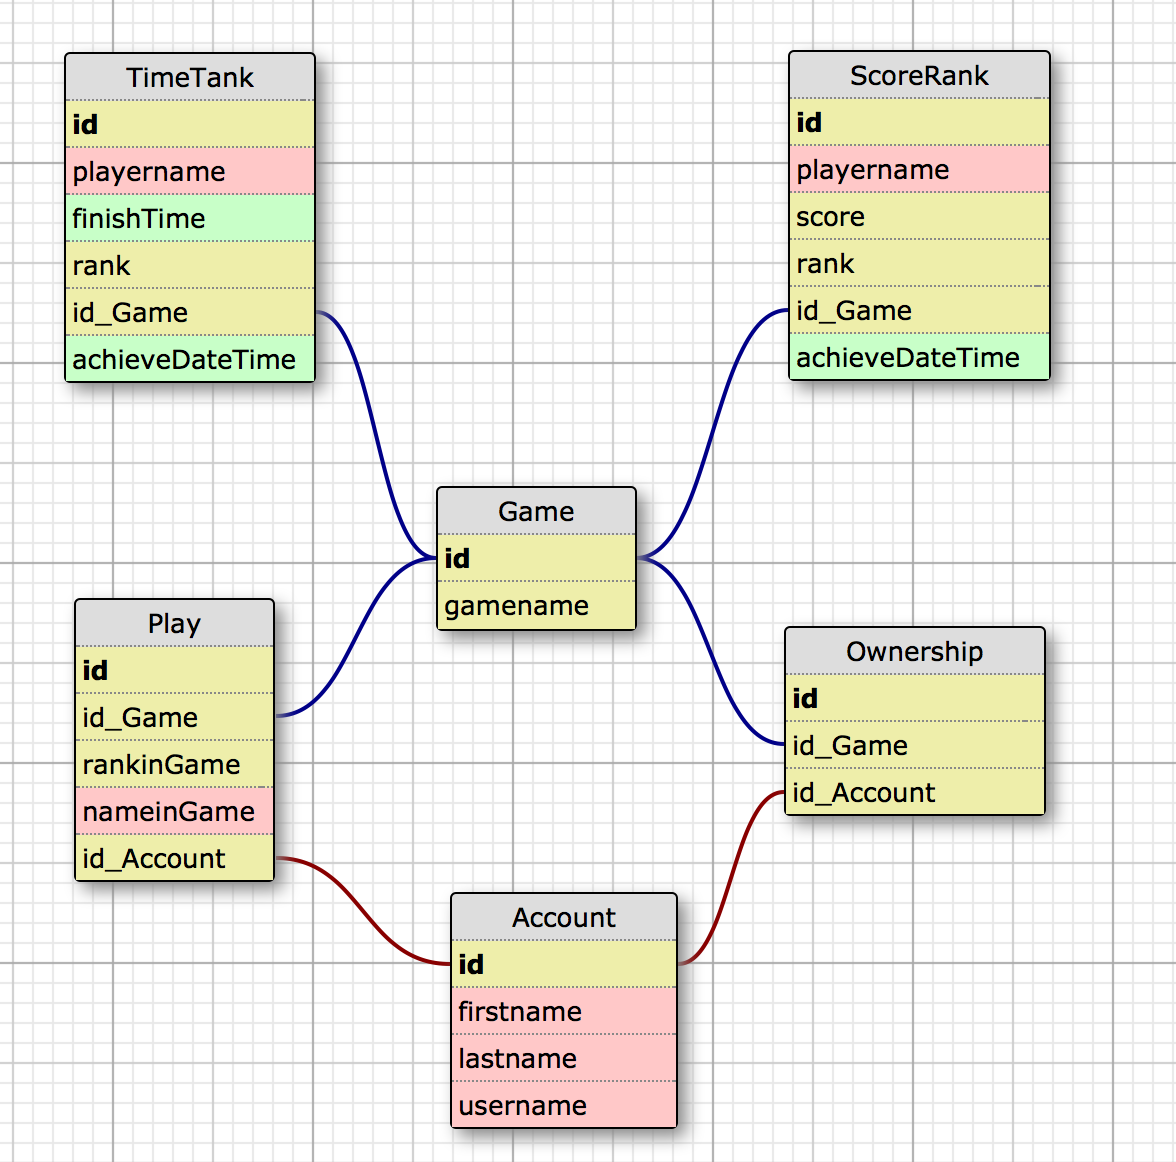 TimeTank
id
playername
finishTime
rank
id_Game
achieveDateTime
ScoreRank
id
playername
score
rank
id_Game
achieveDateTime
Game
id
gamename
Play
id
id_Game
rankinGame
nameinGame
id_Account
Ownership
id
id_Game
id_Account
Account
id
firstname
lastname
username